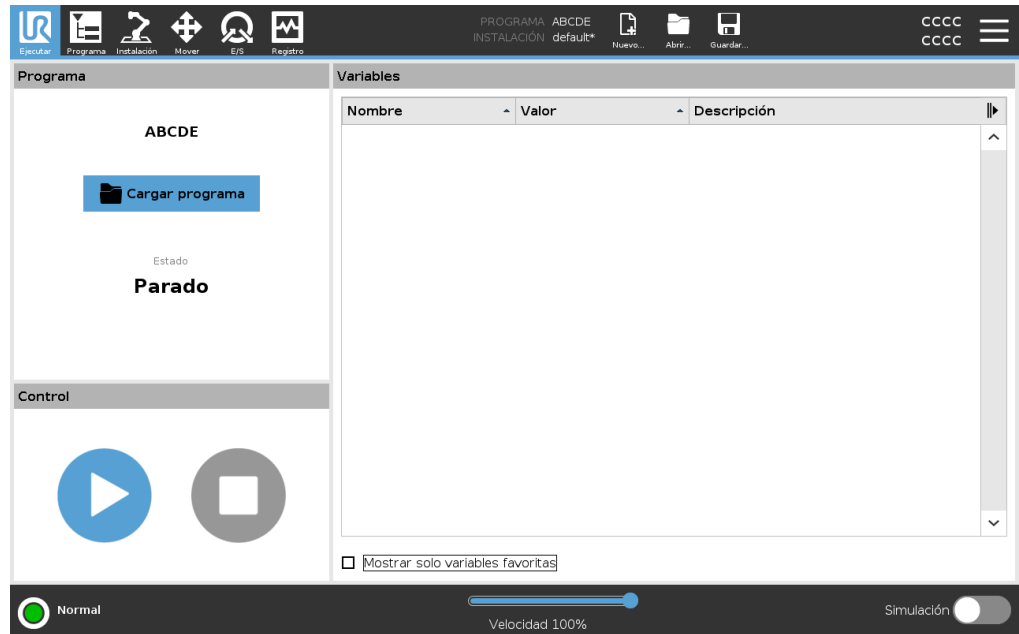 UR
Ejecutar
Programa
Instalación
Mover
E/S
Registro
PROGRAMA ABCDE
INSTALACIÓN default*
Nuevo...
Abrir...
Guardar...
CCCC
CCCC
Programa
ABCDE
Cargar programa
Estado
Parado
Control
Variables
Nombre Valor Descripción
Mostrar solo variables favoritas
Normal
Velocidad 100%
Simulación